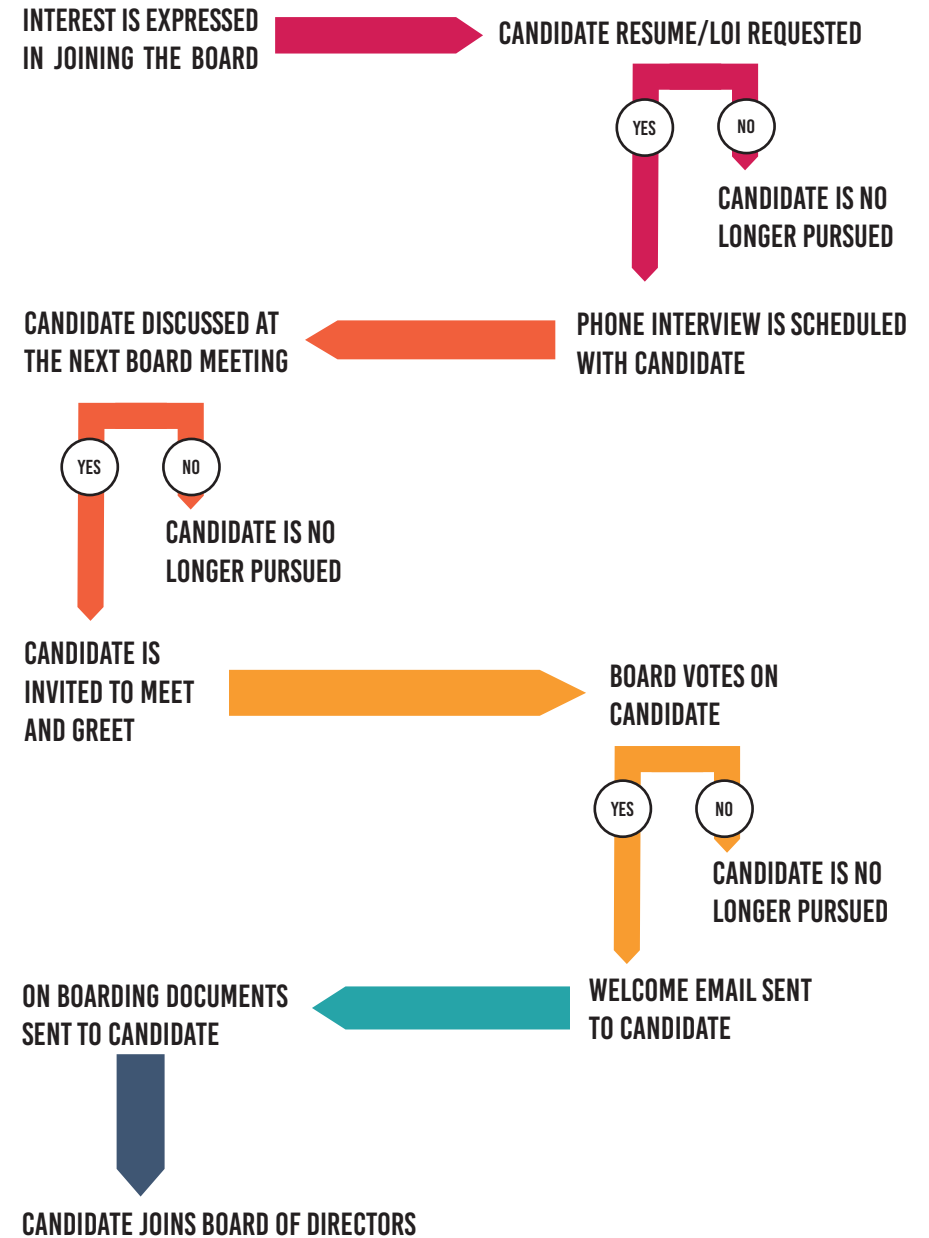 INTEREST IS EXPRESSED
IN JOINING THE BOARD
CANDIDATE RESUME/LOI REQUESTED
YES
NO
CANDIDATE IS NO
LONGER PURSUED
PHONE INTERVIEW IS SCHEDULED
WITH CANDIDATE
CANDIDATE DISCUSSED AT
THE NEXT BOARD MEETING
YES
NO
CANDIDATE IS NO
LONGER PURSUED
CANDIDATE IS
INVITED TO MEET
AND GREET
BOARD VOTES ON
CANDIDATE
YES
NO
CANDIDATE IS NO
LONGER PURSUED
WELCOME EMAIL SENT
TO CANDIDATE
ON BOARDING DOCUMENTS
SENT TO CANDIDATE
CANDIDATE JOINS BOARD OF DIRECTORS